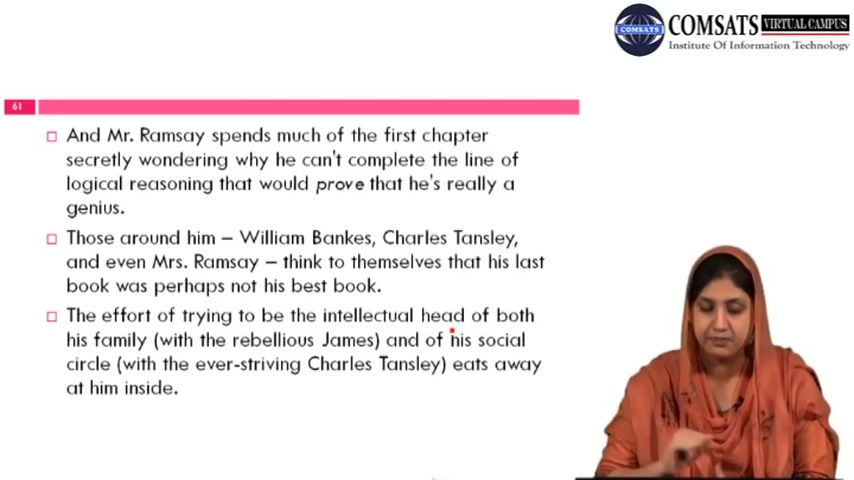 COMSATS
COMSATS VIRTUAL CAMPUS
Institute Of Information Technology
61
And Mr. Ramsay spends much of the first chapter
secretly wondering why he can't complete the line of
logical reasoning that would prove that he's really a
genius.
Those around him – William Bankes, Charles Tansley,
and even Mrs. Ramsay – think to themselves that his last
book was perhaps not his best book.
The effort of trying to be the intellectual head of both
his family (with the rebellious James) and of his social
circle (with the ever-striving Charles Tansley) eats away
at him inside.